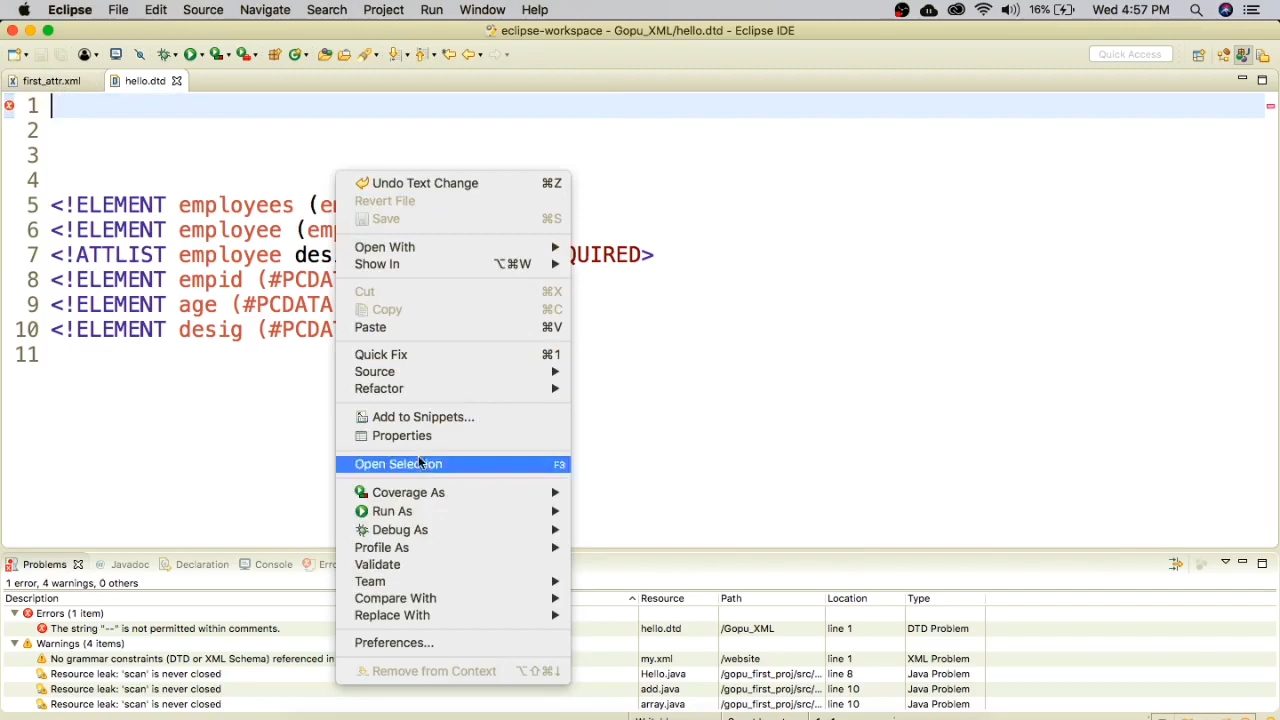 Eclipse File Edit Source Navigate Search Project Run Window Help 16% Wed 4:57 PM
eclipse-workspace - Gopu_XML/hello.dtd - Eclipse IDE
Quick Access
first_attr.xml hello.dtd
1
2
3
4
5 <!ELEMENT employees (e
6 <!ELEMENT employee (em
7 <!ATTLIST employee des QUIRED>
8 <!ELEMENT empid (#PCDA
9 <!ELEMENT age (#PCDATA
10 <!ELEMENT desig (#PCDA
11
Undo Text Change ⌘Z
Revert File
Save ⌘S
Open With
Show In ⌥⌘W
Cut ⌘X
Copy ⌘C
Paste ⌘V
Quick Fix ⌘1
Source
Refactor
Add to Snippets...
Properties
Open Selection F3
Coverage As
Run As
Debug As
Profile As
Validate
Team
Compare With
Replace With
Preferences...
Remove from Context ⌥⇧⌘↓
Problems Javadoc Declaration Console Err
1 error, 4 warnings, 0 others
Description Resource Path Location Type
Errors (1 item)
The string "--" is not permitted within comments. hello.dtd /Gopu_XML line 1 DTD Problem
Warnings (4 items)
No grammar constraints (DTD or XML Schema) referenced in my.xml /website line 1 XML Problem
Resource leak: 'scan' is never closed Hello.java /gopu_first_proj/src/... line 8 Java Problem
Resource leak: 'scan' is never closed add.java /gopu_first_proj/src/... line 10 Java Problem
Resource leak: 'scan' is never closed array.java /gopu_first_proj/src/... line 10 Java Problem